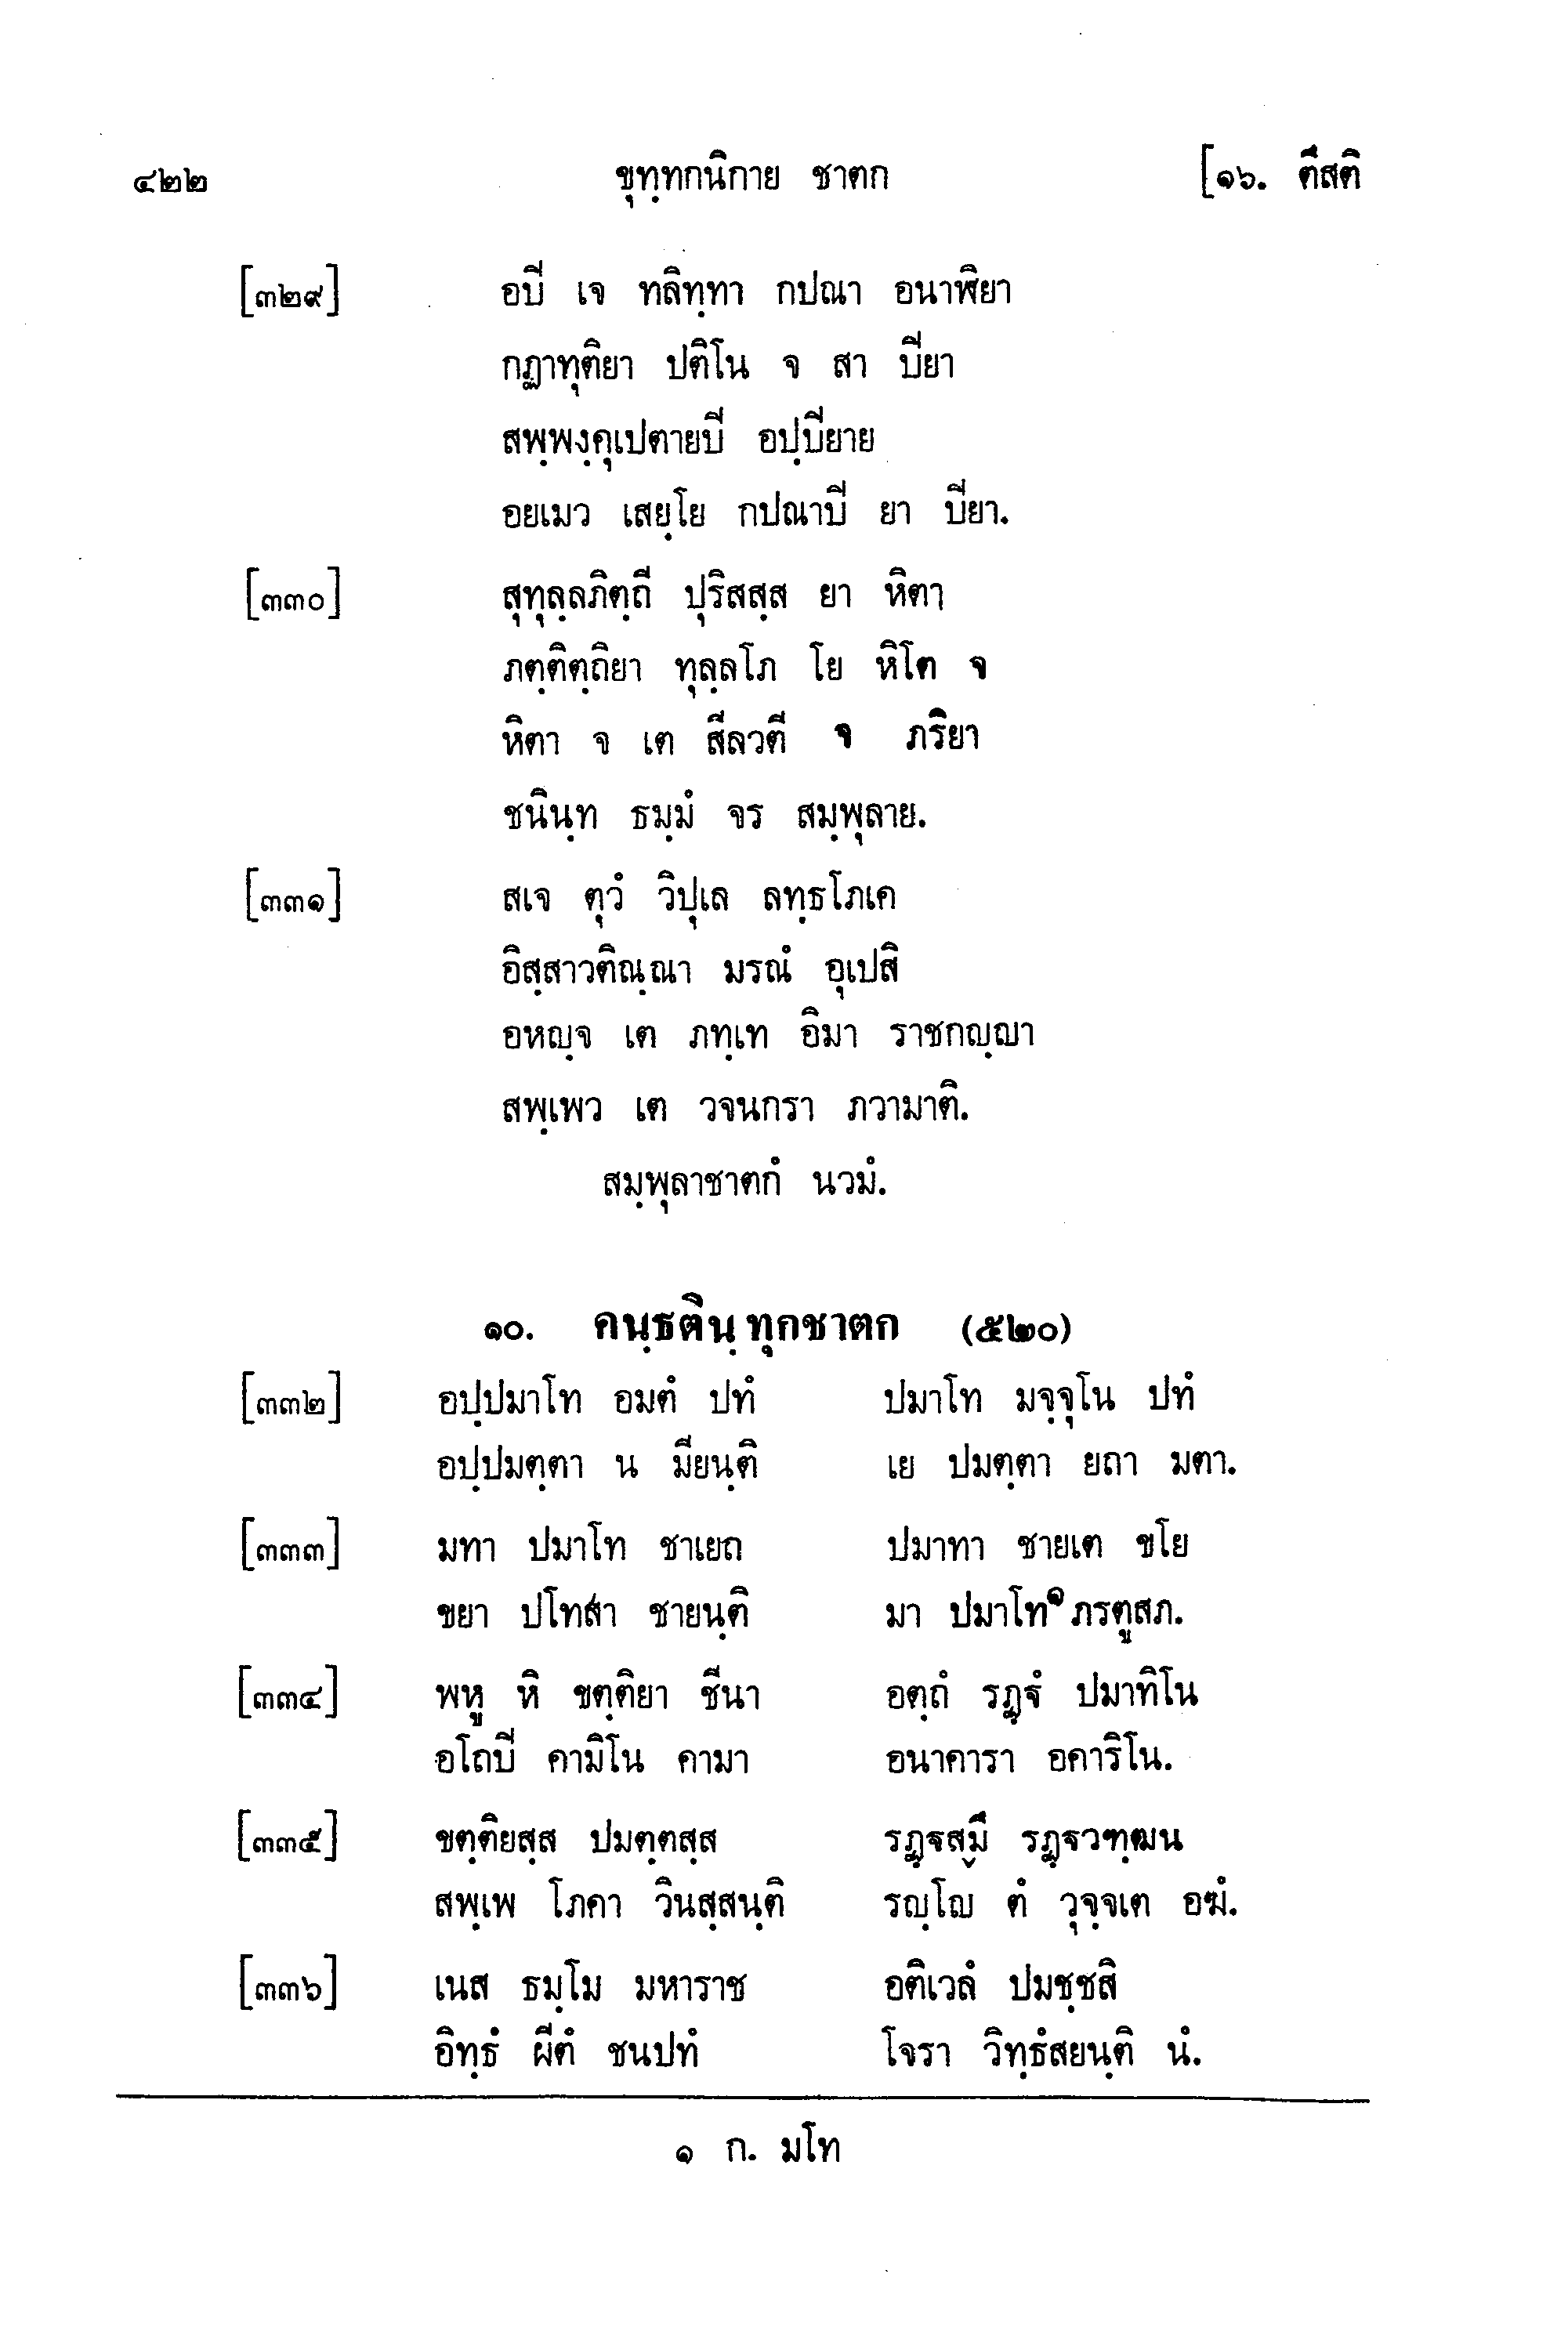 ๔๒๒ ขุทฺทกนิกาย ชาตก [๑๖. ตึสติ
[๓๒๙] อปิ เจ ทลิทฺทา กปณา อนาฬิยา
กฏาทุติยา ปติโน จ สา ปิยา
สพฺพงฺคุเปตายปิ อปฺปิยาย
อยเมว เสยฺโย กปณาปิ ยา ปิยา.
[๓๓๐] สุทุลฺลภิตฺถี ปุริสสฺส ยา หิตา
ภตฺติตฺถิยา ทุลฺลโภ โย หิโต จ
หิตา จ เต สีลวตี จ ภริยา
ชนินฺท ธมฺมํ จร สมฺพุลาย.
[๓๓๑] สเจ ตุวํ วิปุเล ลทฺธโภเค
อิสฺสาวติณฺณา มรณํ อุเปสิ
อหญฺจ เต ภทฺเท อิมา ราชกญฺญา
สพฺเพว เต วจนกรา ภวามาติ.
สมฺพุลาชาตกํ นวมํ.
๑๐. คนฺธตินฺทุกชาตก (๕๒๐)
[๓๓๒] อปฺปมาโท อมตํ ปทํ ปมาโท มจฺจุโน ปทํ
อปฺปมตฺตา น มียนฺติ เย ปมตฺตา ยถา มตา.
[๓๓๓] มทา ปมาโท ชาเยถ ปมาทา ชายเต ขโย
ขยา ปโทสา ชายนฺติ มา ปมาโท๑ ภรตูสภ.
[๓๓๔] พหู หิ ขตฺติยา ชีนา อตฺถํ รฏฺฐํ ปมาทิโน
อโถปิ คามิโน คามา อนาคารา อคาริโน.
[๓๓๕] ขตฺติยสฺส ปมตฺตสฺส รฏฺฐสฺมึ รฏฺฐวฑฺฒน
สพฺเพ โภคา วินสฺสนฺติ รญฺโญ ตํ วุจฺจเต อฆํ.
[๓๓๖] เนส ธมฺโม มหาราช อติเวลํ ปมชฺชสิ
อิทฺธํ ผีตํ ชนปทํ โจรา วิทฺธํสยนฺติ นํ.
๑ ก. มโท